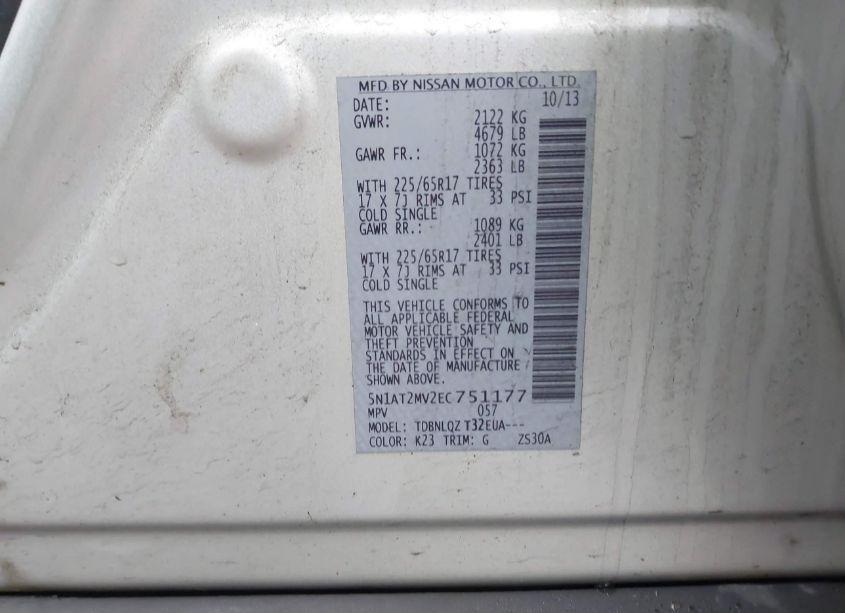 MFD BY NISSAN MOTOR CO., LTD.
DATE: 10/13
GVWR: 2122 KG
4679 LB
GAWR FR.: 1072 KG
2363 LB
WITH 225/65R17 TIRES
17 X 7J RIMS AT 33 PSI
COLD SINGLE
GAWR RR.: 1089 KG
2401 LB
WITH 225/65R17 TIRES
17 X 7J RIMS AT 33 PSI
COLD SINGLE
THIS VEHICLE CONFORMS TO
ALL APPLICABLE FEDERAL
MOTOR VEHICLE SAFETY AND
THEFT PREVENTION
STANDARDS IN EFFECT ON
THE DATE OF MANUFACTURE
SHOWN ABOVE.
5N1AT2MV2EC751177
MPV 057
MODEL: TDBNLQZ T32EUA---
COLOR: K23 TRIM: G ZS30A